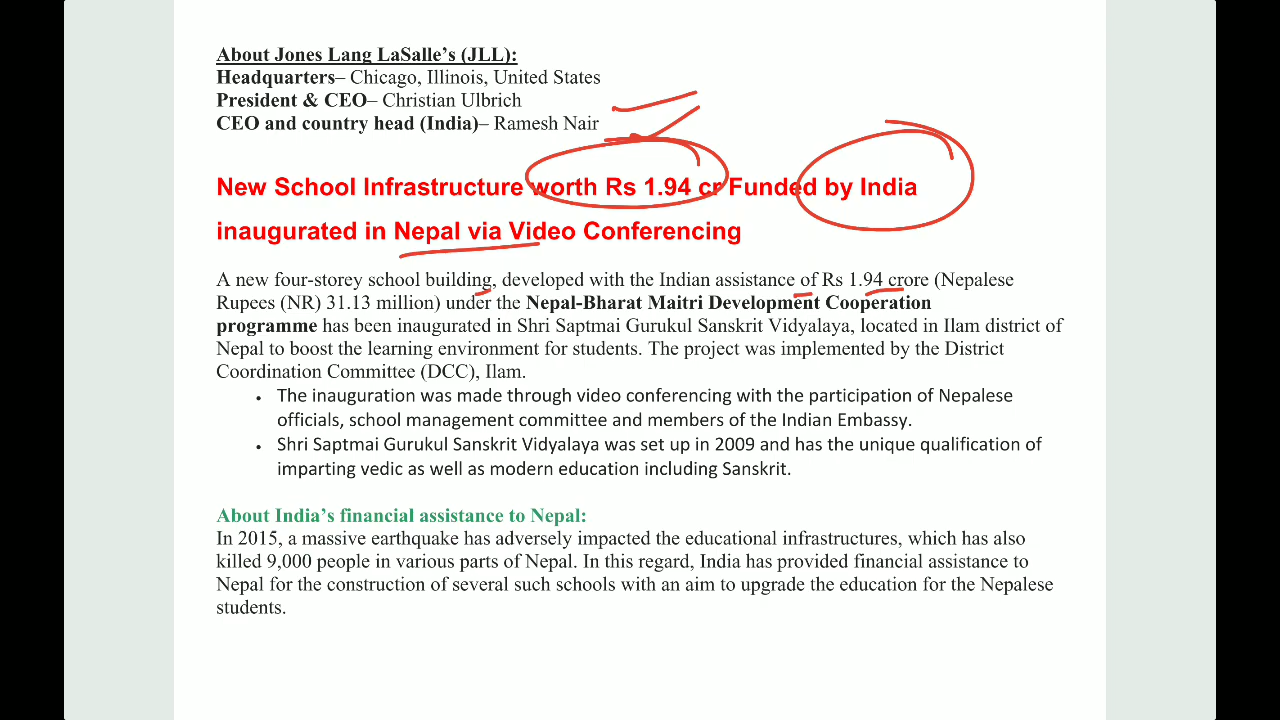 About Jones Lang LaSalle’s (JLL):
Headquarters– Chicago, Illinois, United States
President & CEO– Christian Ulbrich
CEO and country head (India)– Ramesh Nair
New School Infrastructure worth Rs 1.94 cr Funded by India
inaugurated in Nepal via Video Conferencing
A new four-storey school building, developed with the Indian assistance of Rs 1.94 crore (Nepalese
Rupees (NR) 31.13 million) under the Nepal-Bharat Maitri Development Cooperation
programme has been inaugurated in Shri Saptmai Gurukul Sanskrit Vidyalaya, located in Ilam district of
Nepal to boost the learning environment for students. The project was implemented by the District
Coordination Committee (DCC), Ilam.
• The inauguration was made through video conferencing with the participation of Nepalese
officials, school management committee and members of the Indian Embassy.
• Shri Saptmai Gurukul Sanskrit Vidyalaya was set up in 2009 and has the unique qualification of
imparting vedic as well as modern education including Sanskrit.
About India’s financial assistance to Nepal:
In 2015, a massive earthquake has adversely impacted the educational infrastructures, which has also
killed 9,000 people in various parts of Nepal. In this regard, India has provided financial assistance to
Nepal for the construction of several such schools with an aim to upgrade the education for the Nepalese
students.